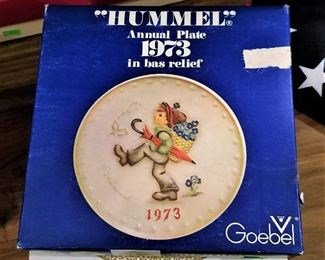 "HUMMEL"®
Annual Plate
1973
in bas relief
1973
Goebel